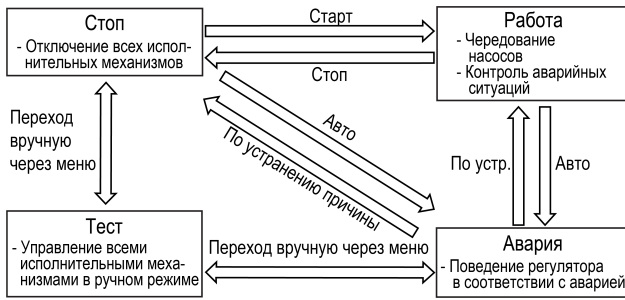 Стоп
- Отключение всех испол-
нительных механизмов
Старт
Стоп
Работа
- Чередование
насосов
- Контроль аварийных
ситуаций
Переход
вручную
через меню
Авто
По устранению причины
По устр.
Авто
Тест
- Управление всеми
исполнительными меха-
низмами в ручном режиме
Переход вручную через меню
Авария
- Поведение регулятора
в соответствии с аварией